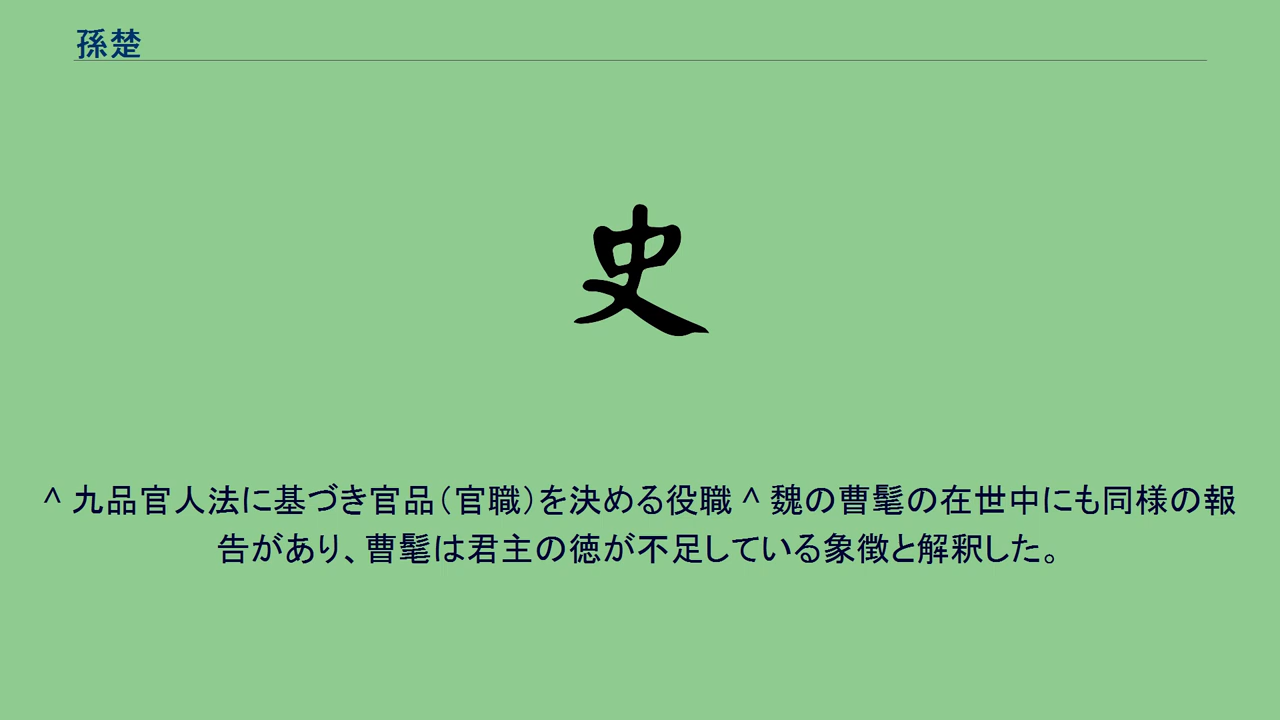 孫楚
史
^ 九品官人法に基づき官品（官職）を決める役職 ^ 魏の曹髦の在世中にも同様の報
告があり、曹髦は君主の徳が不足している象徴と解釈した。